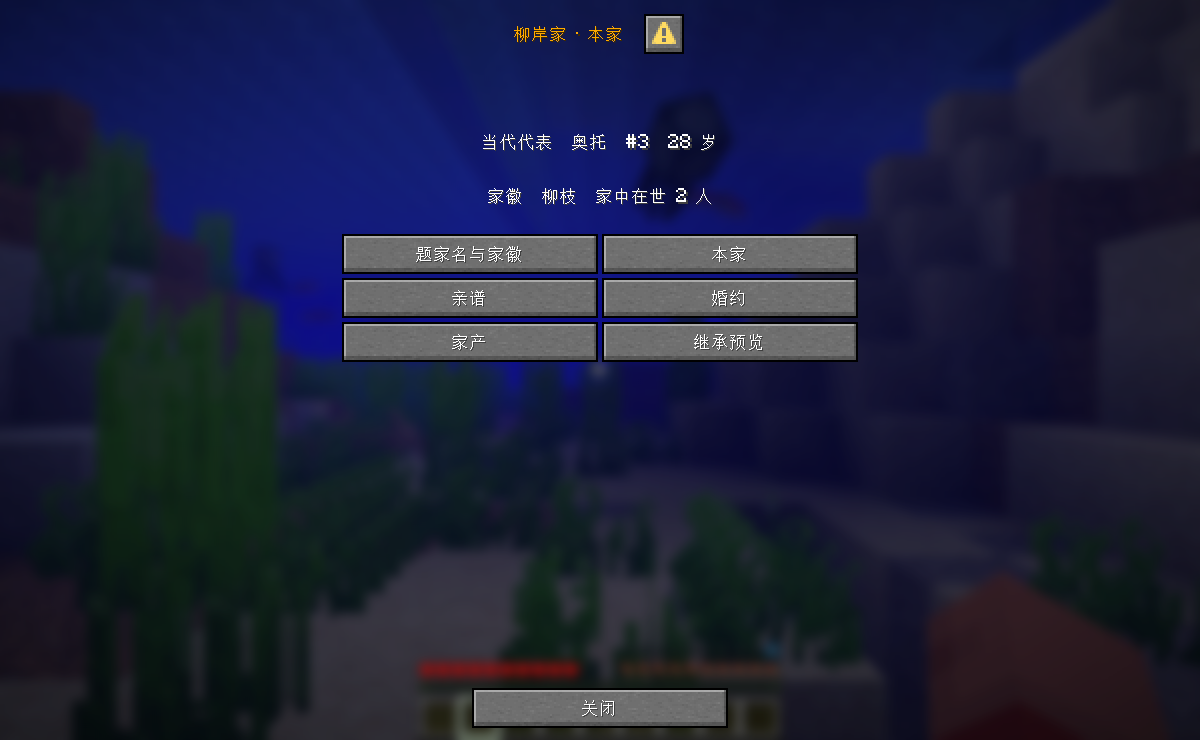 柳岸家 · 本家
当代代表 奥托 #3 28 岁
家徽 柳枝 家中在世 2 人
题家名与家徽
本家
亲谱
婚约
家产
继承预览
关闭